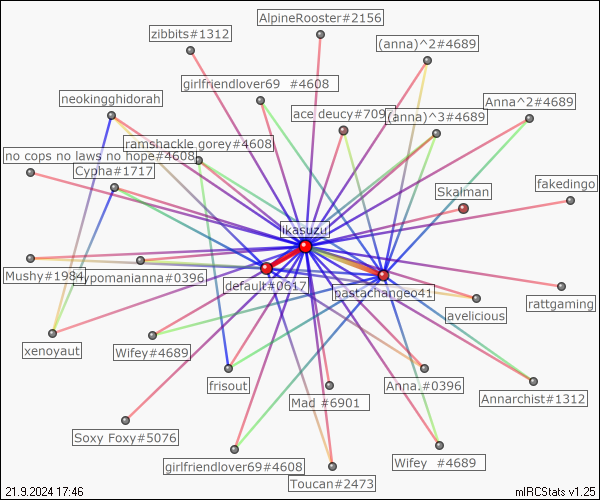 AlpineRooster#2156
zibbits#1312
(anna)^2#4689
girlfriendlover69 #4608
neokingghidorah
Anna^2#4689
ace deucy#709
(anna)^3#4689
ramshackle gorey#4608
no cops no laws no hope#4608
Cypha#1717
Skalman
fakedingo
likasuzu
Mushy#1984
ypomanianna#0396
default#0617
pastachangeo41
rattgaming
avelicious
xenoyaut
Wifey#4689
frisout
Anna.#0396
Annarchist#1312
Mad #6901
Soxy Foxy#5076
girlfriendlover69#4608
Wifey #4689
Toucan#2473
21.9.2024 17:46
mIRCStats v1.25